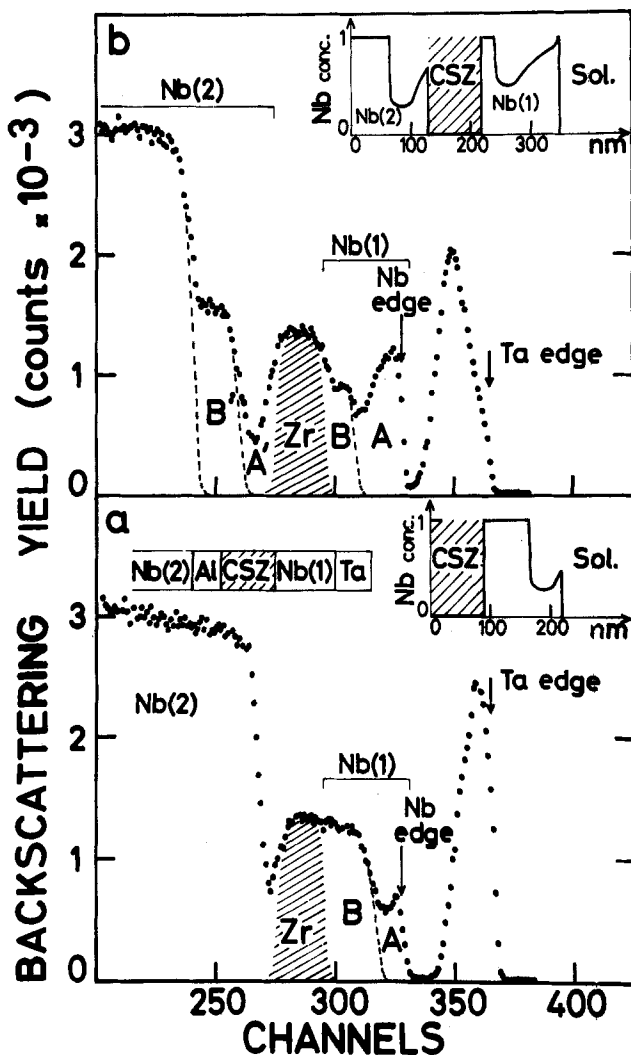 BACKSCATTERING YIELD (counts × 10-3)
b
Nb(2)
3
2
1
0
Nb(1)
Nb
edge
Ta edge
B
A
Zr
B
A
Nb conc.
1
0
Nb(2)
CSZ
Nb(1)
Sol.
0 100 200 300 nm
a
Nb(2) Al CSZ Nb(1) Ta
3
2
1
0
Nb(2)
Nb(1)
Nb
edge
Ta edge
Zr
B
A
Nb conc.
1
0
CSZ
Sol.
0 100 200 nm
250 300 350 400
CHANNELS